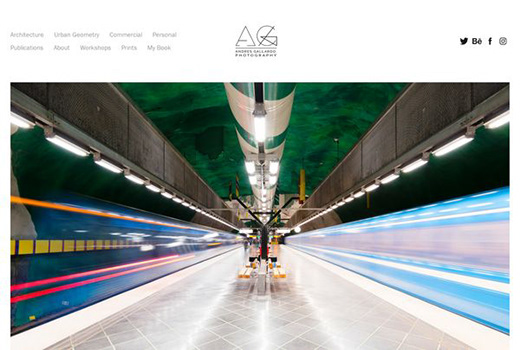 Architecture Urban Geometry Commercial Personal
Publications About Workshops Prints My Book
AG
ANDRES GALLARDO
PHOTOGRAPHY
Bē